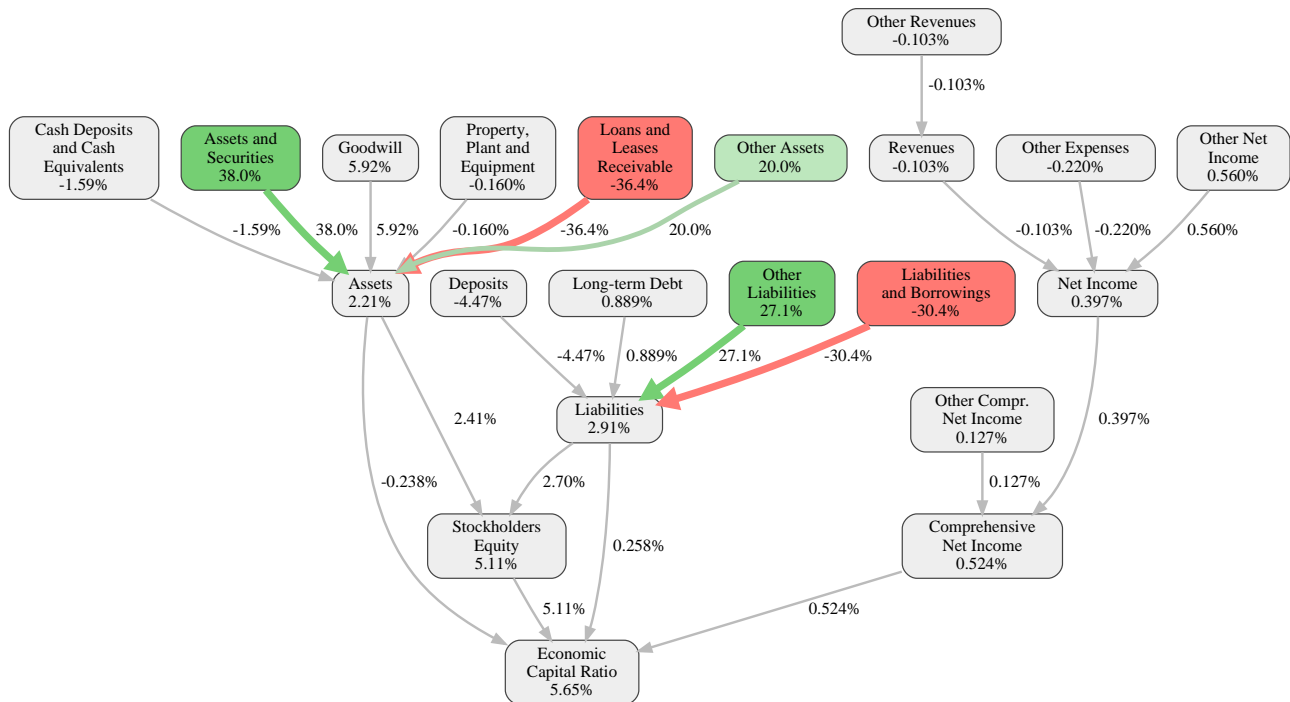 Other Revenues
-0.103%
-0.103%
Cash Deposits
and Cash
Equivalents
-1.59%
Assets and
Securities
38.0%
Goodwill
5.92%
Property,
Plant and
Equipment
-0.160%
Loans and
Leases
Receivable
-36.4%
Other Assets
20.0%
Revenues
-0.103%
Other Expenses
-0.220%
Other Net
Income
0.560%
-1.59%
38.0%
5.92%
-0.160%
-36.4%
20.0%
-0.103%
-0.220%
0.560%
Assets
2.21%
Deposits
-4.47%
Long-term Debt
0.889%
Other
Liabilities
27.1%
Liabilities
and Borrowings
-30.4%
Net Income
0.397%
-4.47%
0.889%
27.1%
-30.4%
Liabilities
2.91%
Other Compr.
Net Income
0.127%
2.41%
0.397%
-0.238%
2.70%
0.127%
Stockholders
Equity
5.11%
0.258%
Comprehensive
Net Income
0.524%
5.11%
0.524%
Economic
Capital Ratio
5.65%